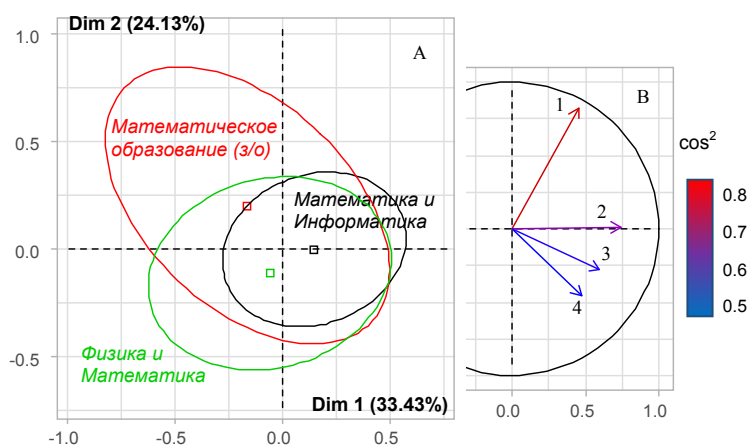 Dim 2 (24.13%)
A
1.0
0.5
0.0
-0.5
Математическое
образование (з/о)
Математика и
Информатика
Физика и
Математика
Dim 1 (33.43%)
-1.0 -0.5 0.0 0.5
B
1
2
3
4
0.0 0.5 1.0
cos²
0.8
0.7
0.6
0.5